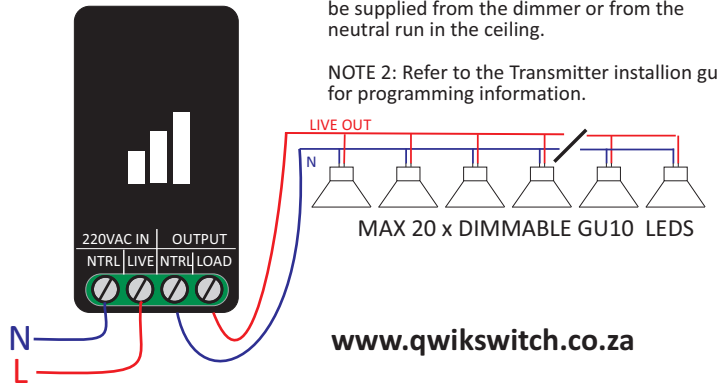 be supplied from the dimmer or from the
neutral run in the ceiling.
NOTE 2: Refer to the Transmitter installion gu
for programming information.
LIVE OUT
N
MAX 20 x DIMMABLE GU10 LEDS
220VAC IN OUTPUT
NTRL LIVE NTRL LOAD
N
L
www.qwikswitch.co.za